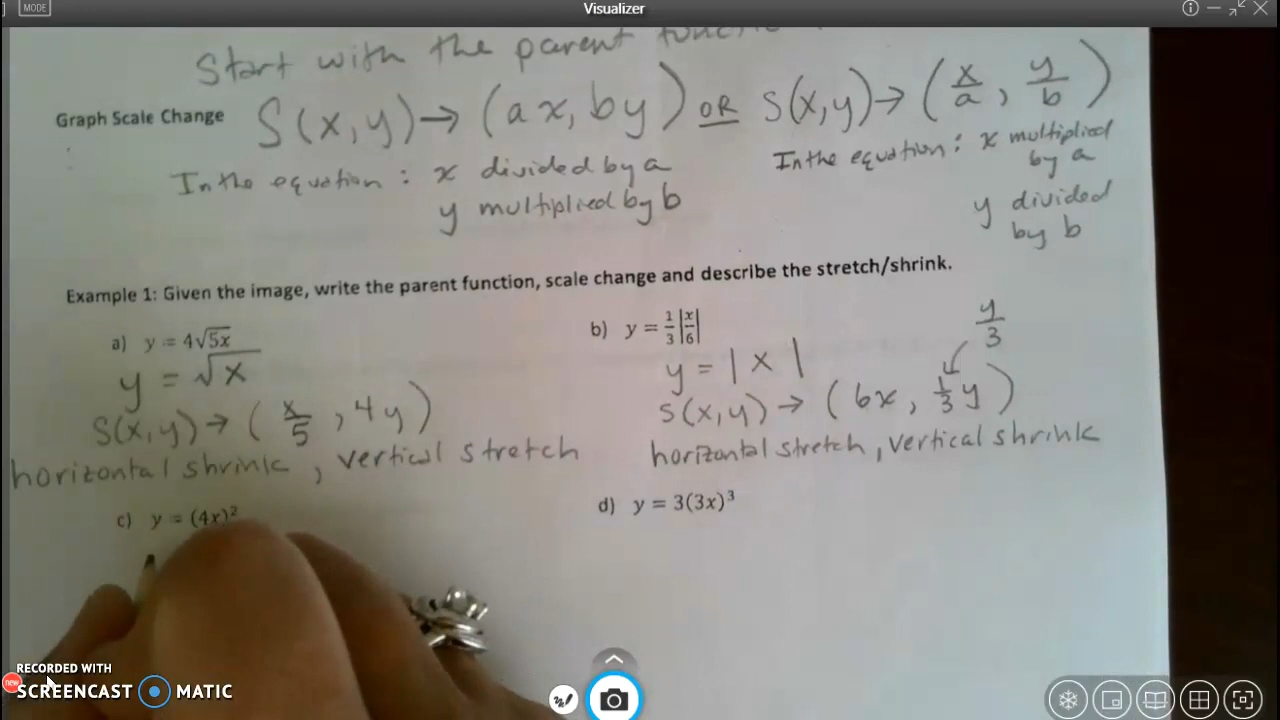 MODE
Visualizer
Start with the parent
Graph Scale Change S(x,y)→(ax,by) OR S(x,y)→(x/a, y/b)
In the equation: x divided by a
y multiplied by b
In the equation: x multiplied
by a
y divided
by b
Example 1: Given the image, write the parent function, scale change and describe the stretch/shrink.
a) y = 4√5x
y = √x
S(x,y)→(x/5, 4y)
horizontal shrink, vertical stretch
b) y = 1/3|x/6|
y = |x|
y/3
S(x,y)→(6x, 1/3y)
horizontal stretch, vertical shrink
c) y = (4x)²
d) y = 3(3x)³
RECORDED WITH
new
SCREENCAST MATIC